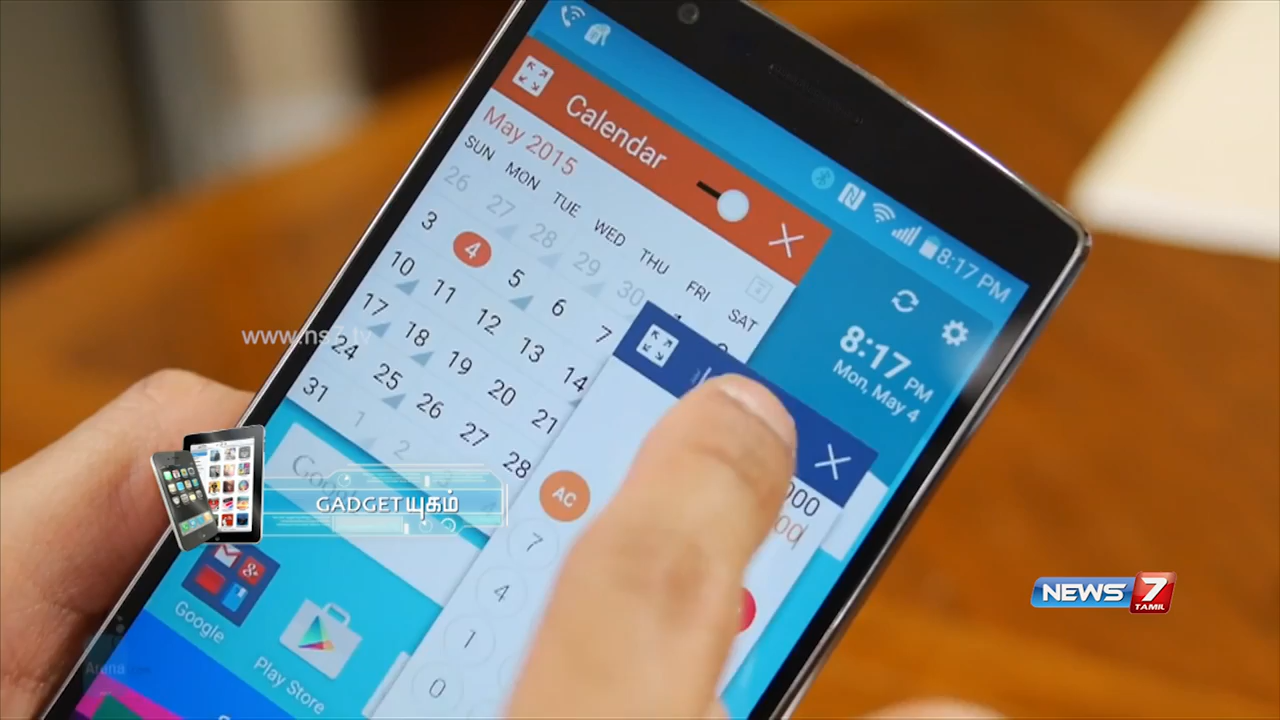 Calendar
May 2015
SUN MON TUE WED THU FRI SAT
26 27 28 29 30
3 4 5 6 7
10 11 12 13 14
17 18 19 20 21
24 25 26 27 28
31 1 2
8:17 PM
8:17 PM
Mon, May 4
www.ns7.tv
AC
7
4
1
0
GADGET யுகம்
Google
Play Store
NEWS 7
TAMIL
Arena